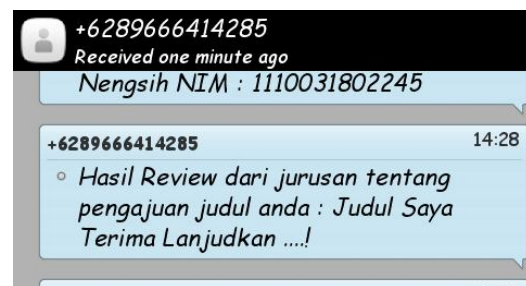 +6289666414285
Received one minute ago
Nengsih NIM : 1110031802245
+6289666414285 14:28
Hasil Review dari jurusan tentang
pengajuan judul anda : Judul Saya
Terima Lanjudkan ....!